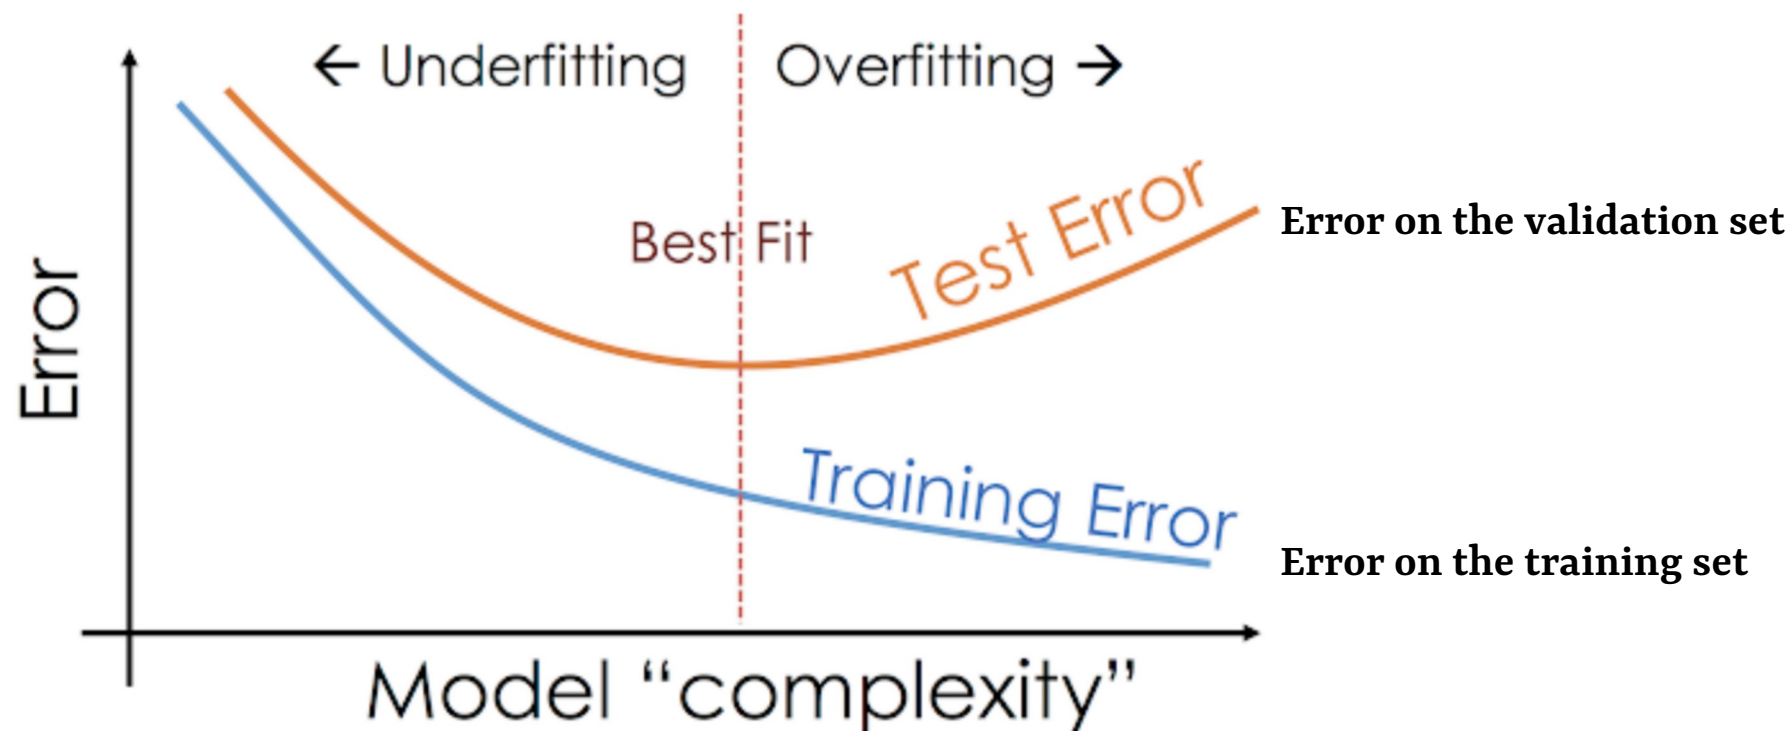 ← Underfitting
Overfitting →
Best Fit
Test Error
Error on the validation set
Error
Training Error
Error on the training set
Model “complexity”